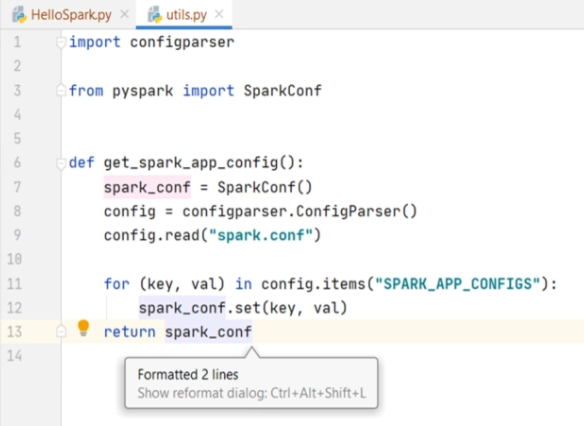 HelloSpark.py × utils.py ×
1 import configparser
2
3 from pyspark import SparkConf
4
5
6 def get_spark_app_config():
7     spark_conf = SparkConf()
8     config = configparser.ConfigParser()
9     config.read("spark.conf")
10
11     for (key, val) in config.items("SPARK_APP_CONFIGS"):
12         spark_conf.set(key, val)
13     return spark_conf
14
Formatted 2 lines
Show reformat dialog: Ctrl+Alt+Shift+L